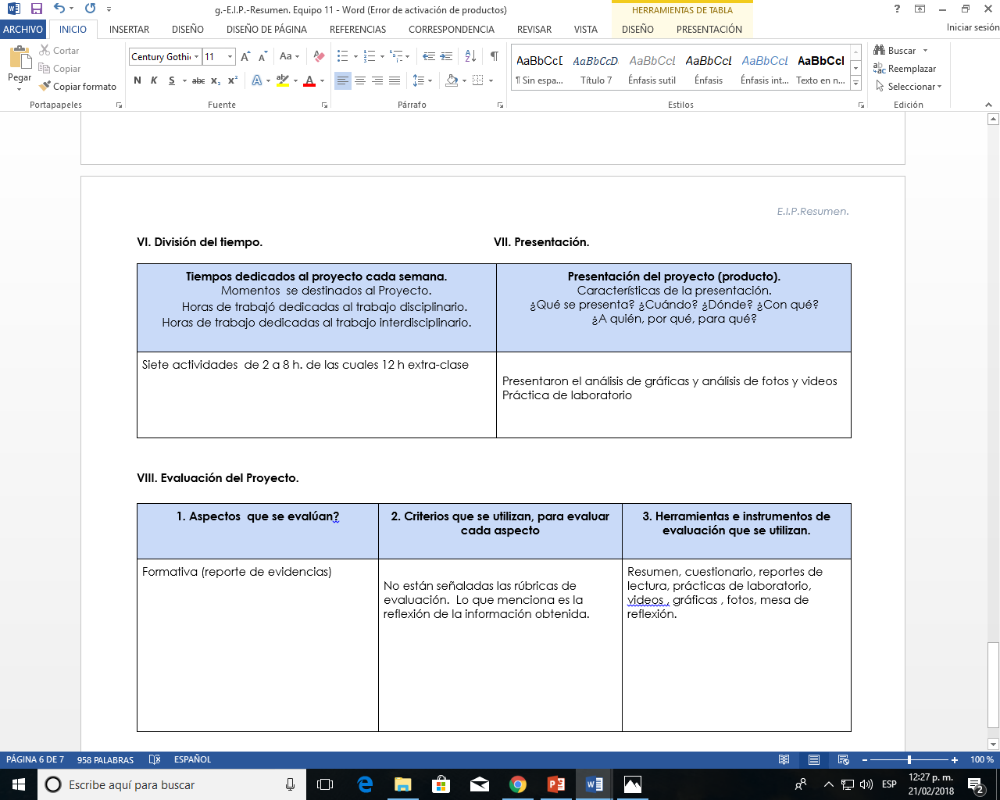 g.-E.I.P.-Resumen. Equipo 11 - Word (Error de activación de productos)
HERRAMIENTAS DE TABLA
ARCHIVO INICIO INSERTAR DISEÑO DISEÑO DE PÁGINA REFERENCIAS CORRESPONDENCIA REVISAR VISTA DISEÑO PRESENTACIÓN Iniciar sesión
Pegar
Cortar
Copiar
Copiar formato
Portapapeles
Century Gothi 11
Aa
N K S abc x₂ x²
Fuente
Párrafo
AaBbCcD AaBbCcD AaBbCcL AaBbCcL AaBbCcL AaBbCcl
¶ Sin espa... Título 7 Énfasis sutil Énfasis Énfasis int... Texto en n...
Estilos
Buscar
Reemplazar
Seleccionar
Edición
E.I.P.Resumen.
VI. División del tiempo. VII. Presentación.
Tiempos dedicados al proyecto cada semana.
Momentos  se destinados al Proyecto.
Horas de trabajó dedicadas al trabajo disciplinario.
Horas de trabajo dedicadas al trabajo interdisciplinario.
Presentación del proyecto (producto).
Características de la presentación.
¿Qué se presenta? ¿Cuándo? ¿Dónde? ¿Con qué?
¿A quién, por qué, para qué?
Siete actividades  de 2 a 8 h. de las cuales 12 h extra-clase
Presentaron el análisis de gráficas y análisis de fotos y videos
Práctica de laboratorio
VIII. Evaluación del Proyecto.
1. Aspectos  que se evalúan?
2. Criterios que se utilizan, para evaluar
cada aspecto
3. Herramientas e instrumentos de
evaluación que se utilizan.
Formativa (reporte de evidencias)
No están señaladas las rúbricas de
evaluación.  Lo que menciona es la
reflexión de la información obtenida.
Resumen, cuestionario, reportes de
lectura, prácticas de laboratorio,
videos , gráficas , fotos, mesa de
reflexión.
PÁGINA 6 DE 7 958 PALABRAS ESPAÑOL 100 %
Escribe aquí para buscar
ESP
12:27 p. m.
21/02/2018
2